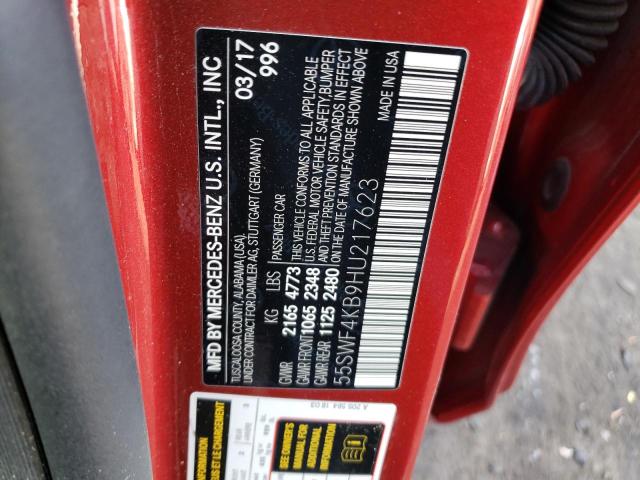 MFD BY MERCEDES-BENZ U.S. INTL., INC
TUSCALOOSA COUNTY, ALABAMA (USA)
UNDER CONTRACT FOR DAIMLER AG, STUTTGART (GERMANY)
03/17
996
KG LBS
GVWR 2165 4773
GAWR FRONT 1065 2348
GAWR REAR 1125 2480
PASSENGER CAR
THIS VEHICLE CONFORMS TO ALL APPLICABLE
U.S. FEDERAL MOTOR VEHICLE SAFETY, BUMPER
AND THEFT PREVENTION STANDARDS IN EFFECT
ON THE DATE OF MANUFACTURE SHOWN ABOVE
55SWF4KB9HU217623
MADE IN USA
SEE OWNER'S
MANUAL FOR
ADDITIONAL
INFORMATION
A 205 584 18 03